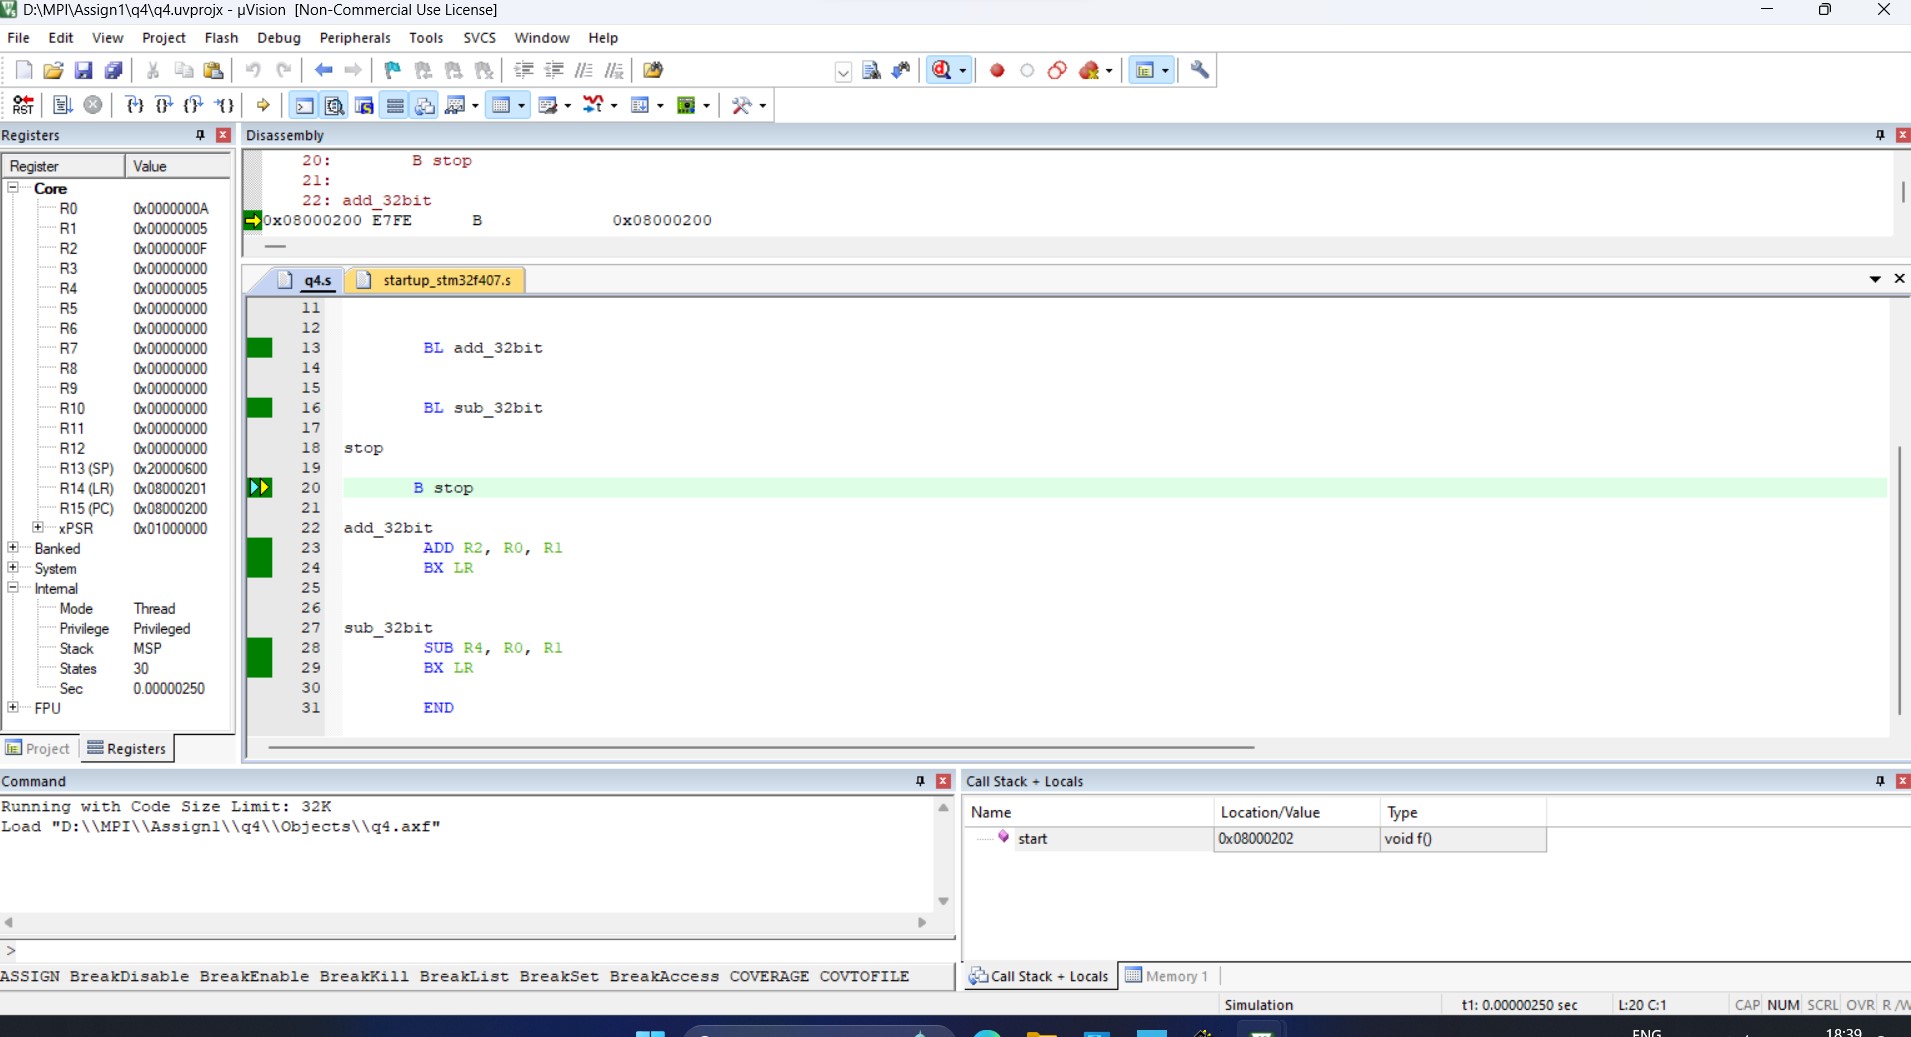 D:\MPI\Assign1\q4\q4.uvprojx - µVision [Non-Commercial Use License]
File Edit View Project Flash Debug Peripherals Tools SVCS Window Help
RST
Registers
Disassembly
Register Value
Core
R0 0x0000000A
R1 0x00000005
R2 0x0000000F
R3 0x00000000
R4 0x00000005
R5 0x00000000
R6 0x00000000
R7 0x00000000
R8 0x00000000
R9 0x00000000
R10 0x00000000
R11 0x00000000
R12 0x00000000
R13 (SP) 0x20000600
R14 (LR) 0x08000201
R15 (PC) 0x08000200
xPSR 0x01000000
Banked
System
Internal
Mode Thread
Privilege Privileged
Stack MSP
States 30
Sec 0.00000250
FPU
Project Registers
20: B stop
21:
22: add_32bit
0x08000200 E7FE B 0x08000200
q4.s startup_stm32f407.s
11
12
13 BL add_32bit
14
15
16 BL sub_32bit
17
18 stop
19
20 B stop
21
22 add_32bit
23 ADD R2, R0, R1
24 BX LR
25
26
27 sub_32bit
28 SUB R4, R0, R1
29 BX LR
30
31 END
Command
Running with Code Size Limit: 32K
Load "D:\\MPI\\Assign1\\q4\\Objects\\q4.axf"
>
ASSIGN BreakDisable BreakEnable BreakKill BreakList BreakSet BreakAccess COVERAGE COVTOFILE
Call Stack + Locals
Name Location/Value Type
start 0x08000202 void f()
Call Stack + Locals Memory 1
Simulation t1: 0.00000250 sec L:20 C:1 CAP NUM SCRL OVR R/W
ENG 18:39